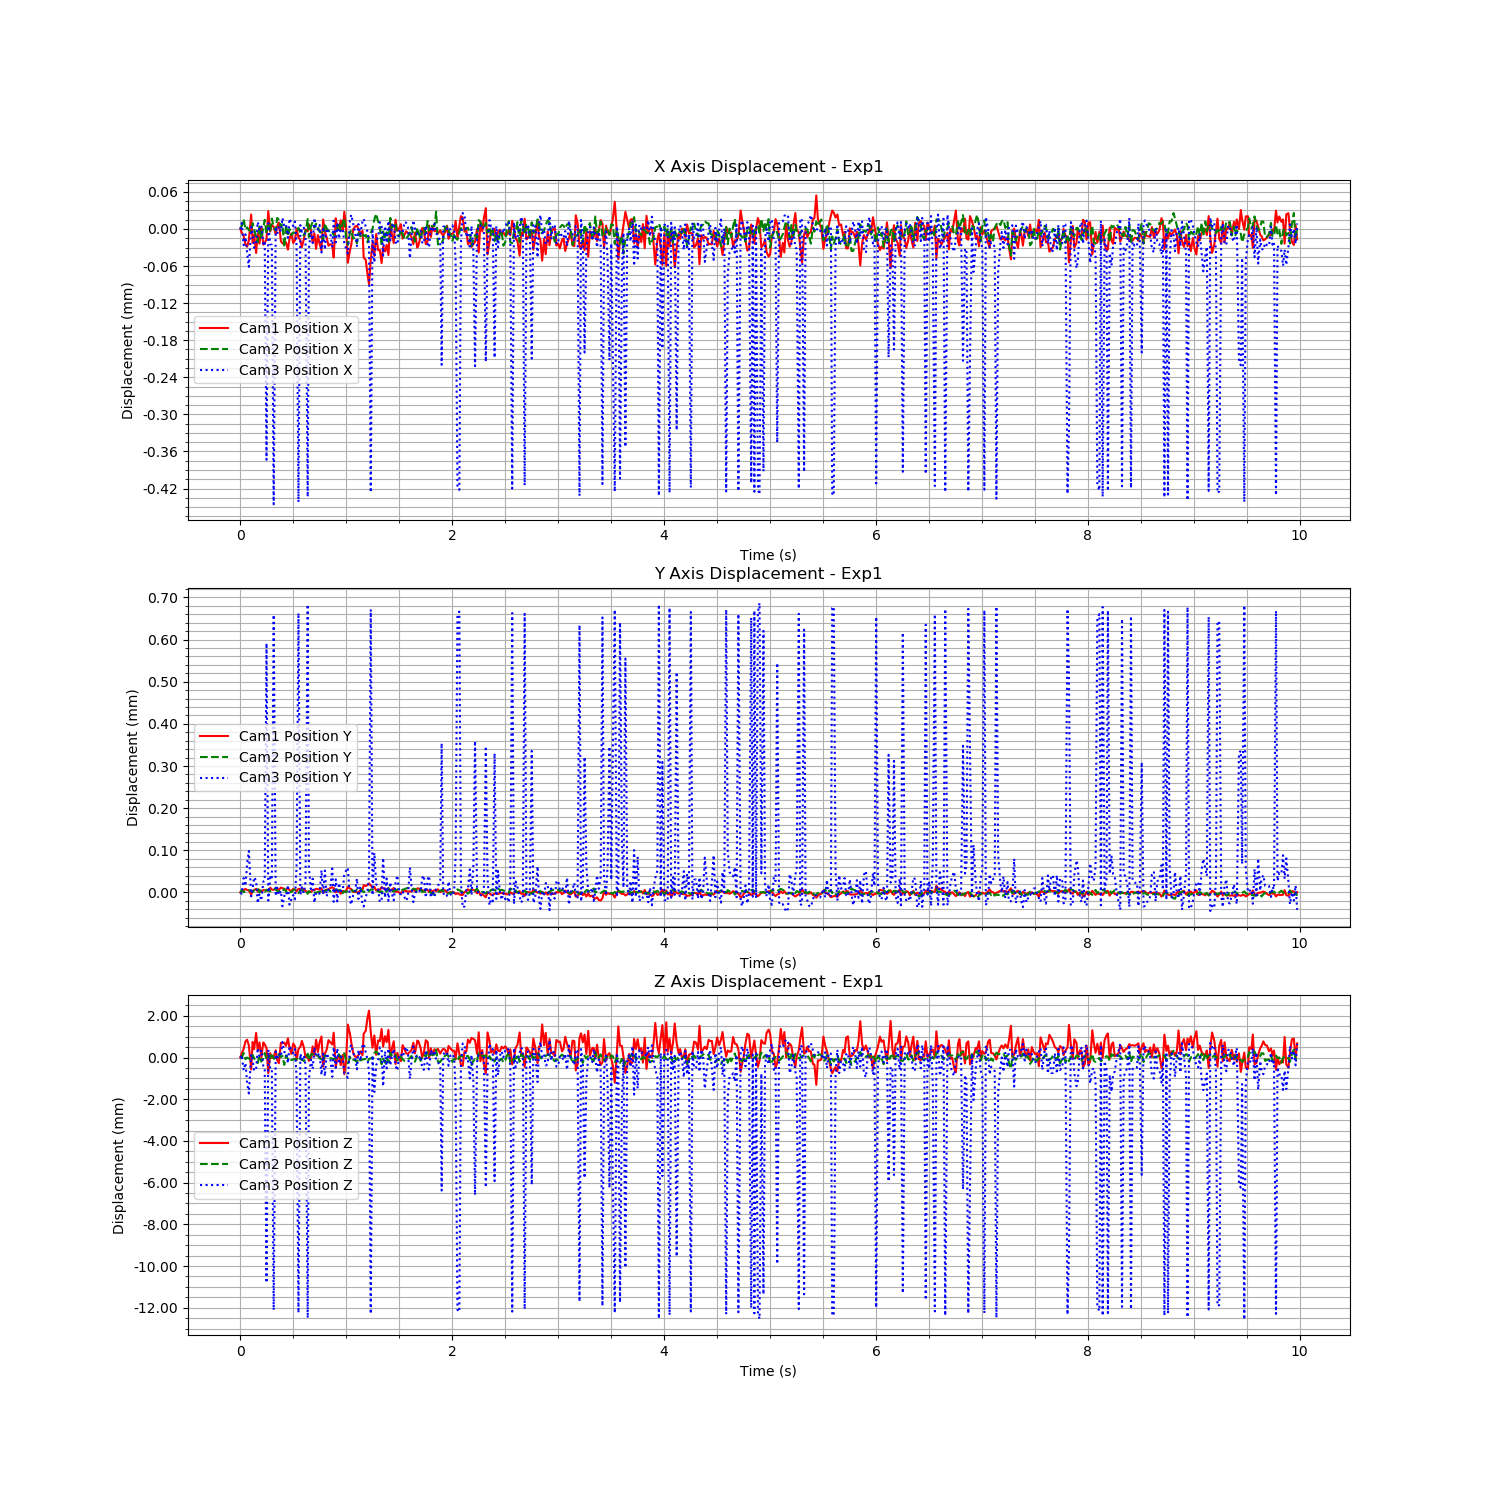 X Axis Displacement - Exp1
0.06
0.00
-0.06
-0.12
-0.18
-0.24
-0.30
-0.36
-0.42
Displacement (mm)
Cam1 Position X
Cam2 Position X
Cam3 Position X
0 2 4 6 8 10
Time (s)
Y Axis Displacement - Exp1
0.70
0.60
0.50
0.40
0.30
0.20
0.10
0.00
Displacement (mm)
Cam1 Position Y
Cam2 Position Y
Cam3 Position Y
0 2 4 6 8 10
Time (s)
Z Axis Displacement - Exp1
2.00
0.00
-2.00
-4.00
-6.00
-8.00
-10.00
-12.00
Displacement (mm)
Cam1 Position Z
Cam2 Position Z
Cam3 Position Z
0 2 4 6 8 10
Time (s)